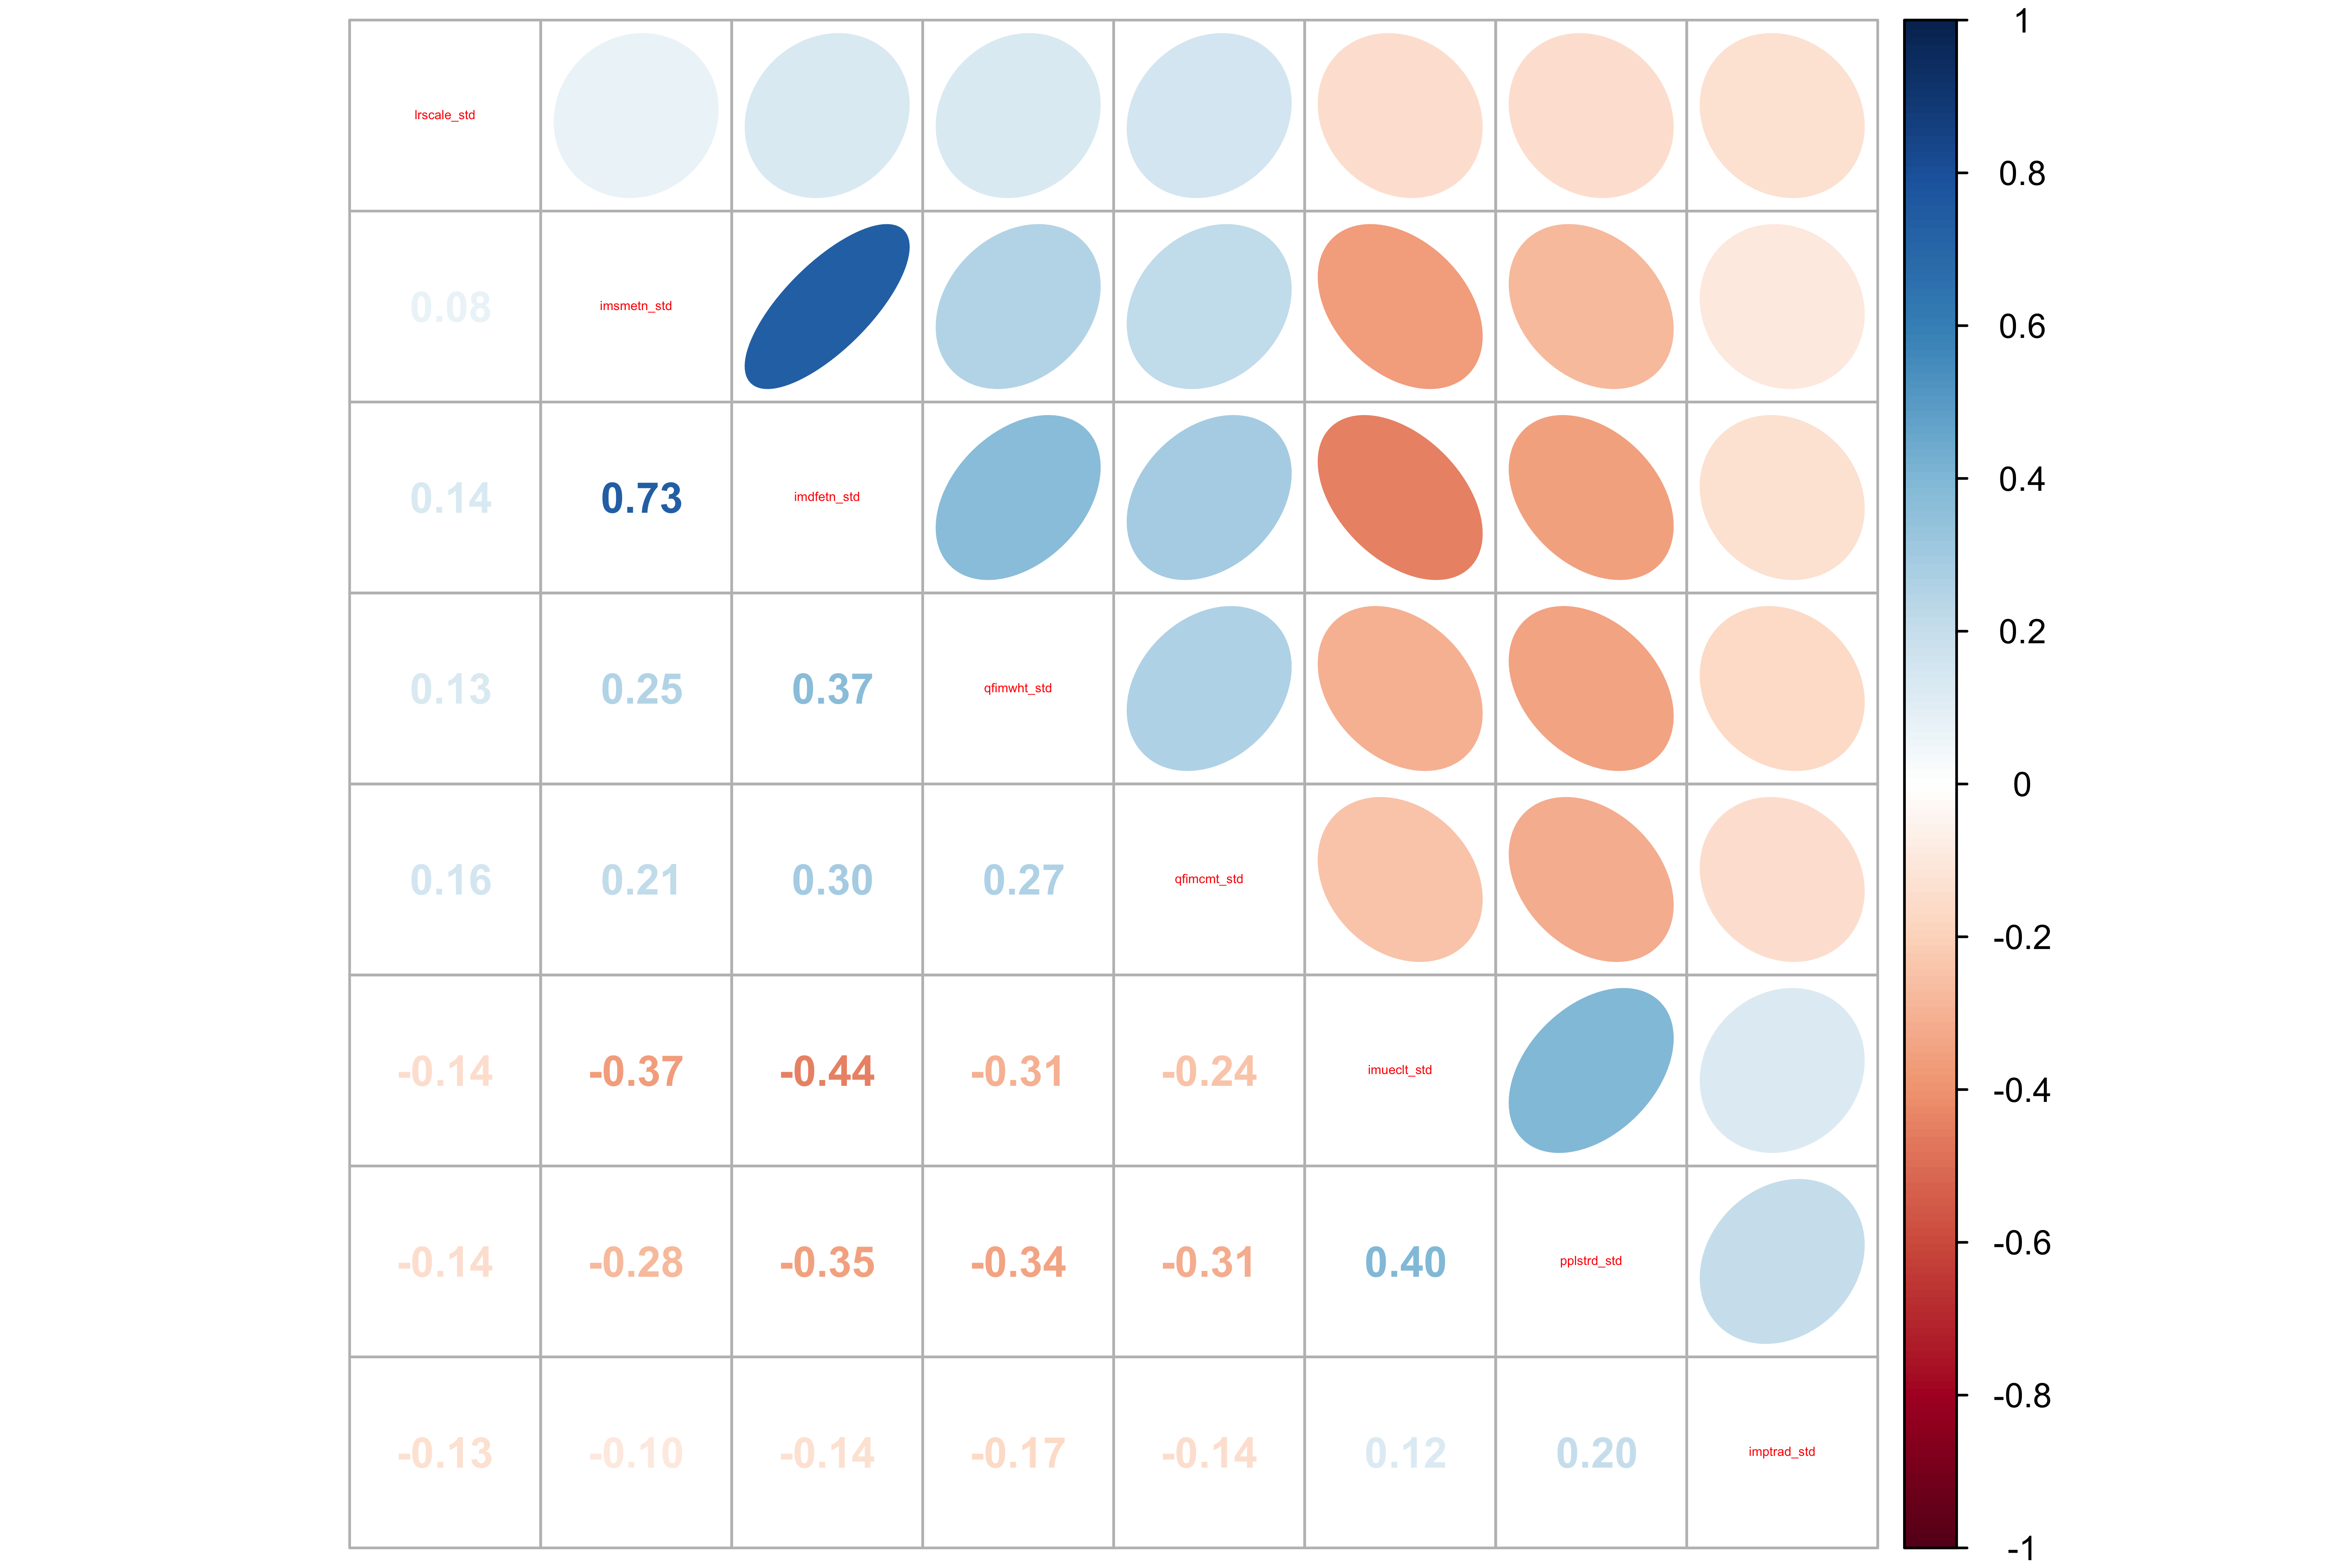 lrscale_std
0.08 imsmetn_std
0.14 0.73 imdfetn_std
0.13 0.25 0.37 qfimwht_std
0.16 0.21 0.30 0.27 qfimcmt_std
-0.14 -0.37 -0.44 -0.31 -0.24 imueclt_std
-0.14 -0.28 -0.35 -0.34 -0.31 0.40 pplstrd_std
-0.13 -0.10 -0.14 -0.17 -0.14 0.12 0.20 imptrad_std
1
0.8
0.6
0.4
0.2
0
-0.2
-0.4
-0.6
-0.8
-1